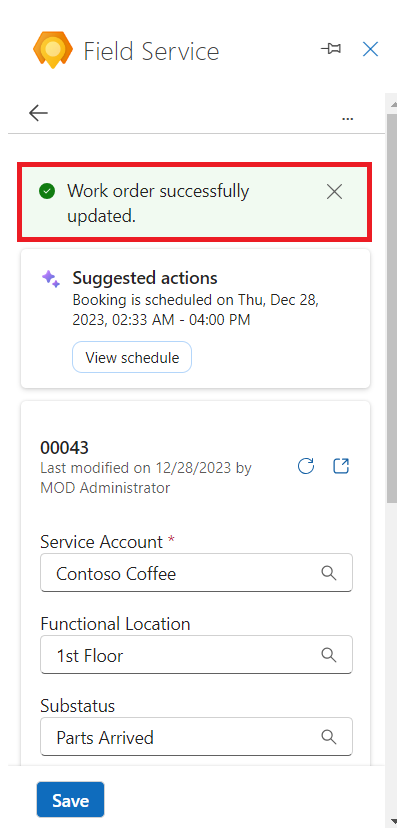 Field Service
...
Work order successfully
updated.
Suggested actions
Booking is scheduled on Thu, Dec 28,
2023, 02:33 AM - 04:00 PM
View schedule
00043
Last modified on 12/28/2023 by
MOD Administrator
Service Account *
Contoso Coffee
Functional Location
1st Floor
Substatus
Parts Arrived
Save